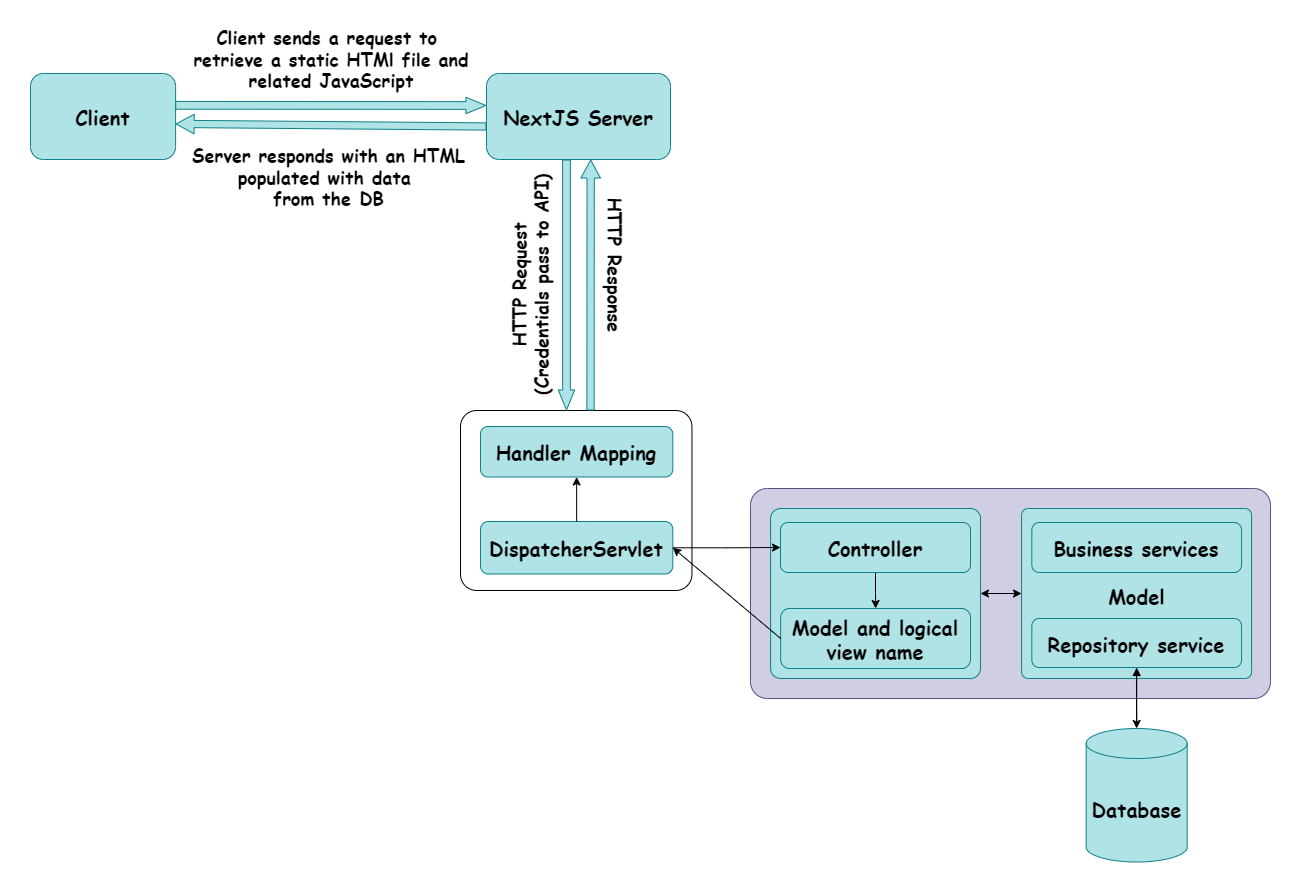 Client sends a request to
retrieve a static HTMl file and
related JavaScript
Client
NextJS Server
Server responds with an HTML
populated with data
from the DB
HTTP Request
(Credentials pass to API)
HTTP Response
Handler Mapping
DispatcherServlet
Controller
Model and logical
view name
Business services
Model
Repository service
Database